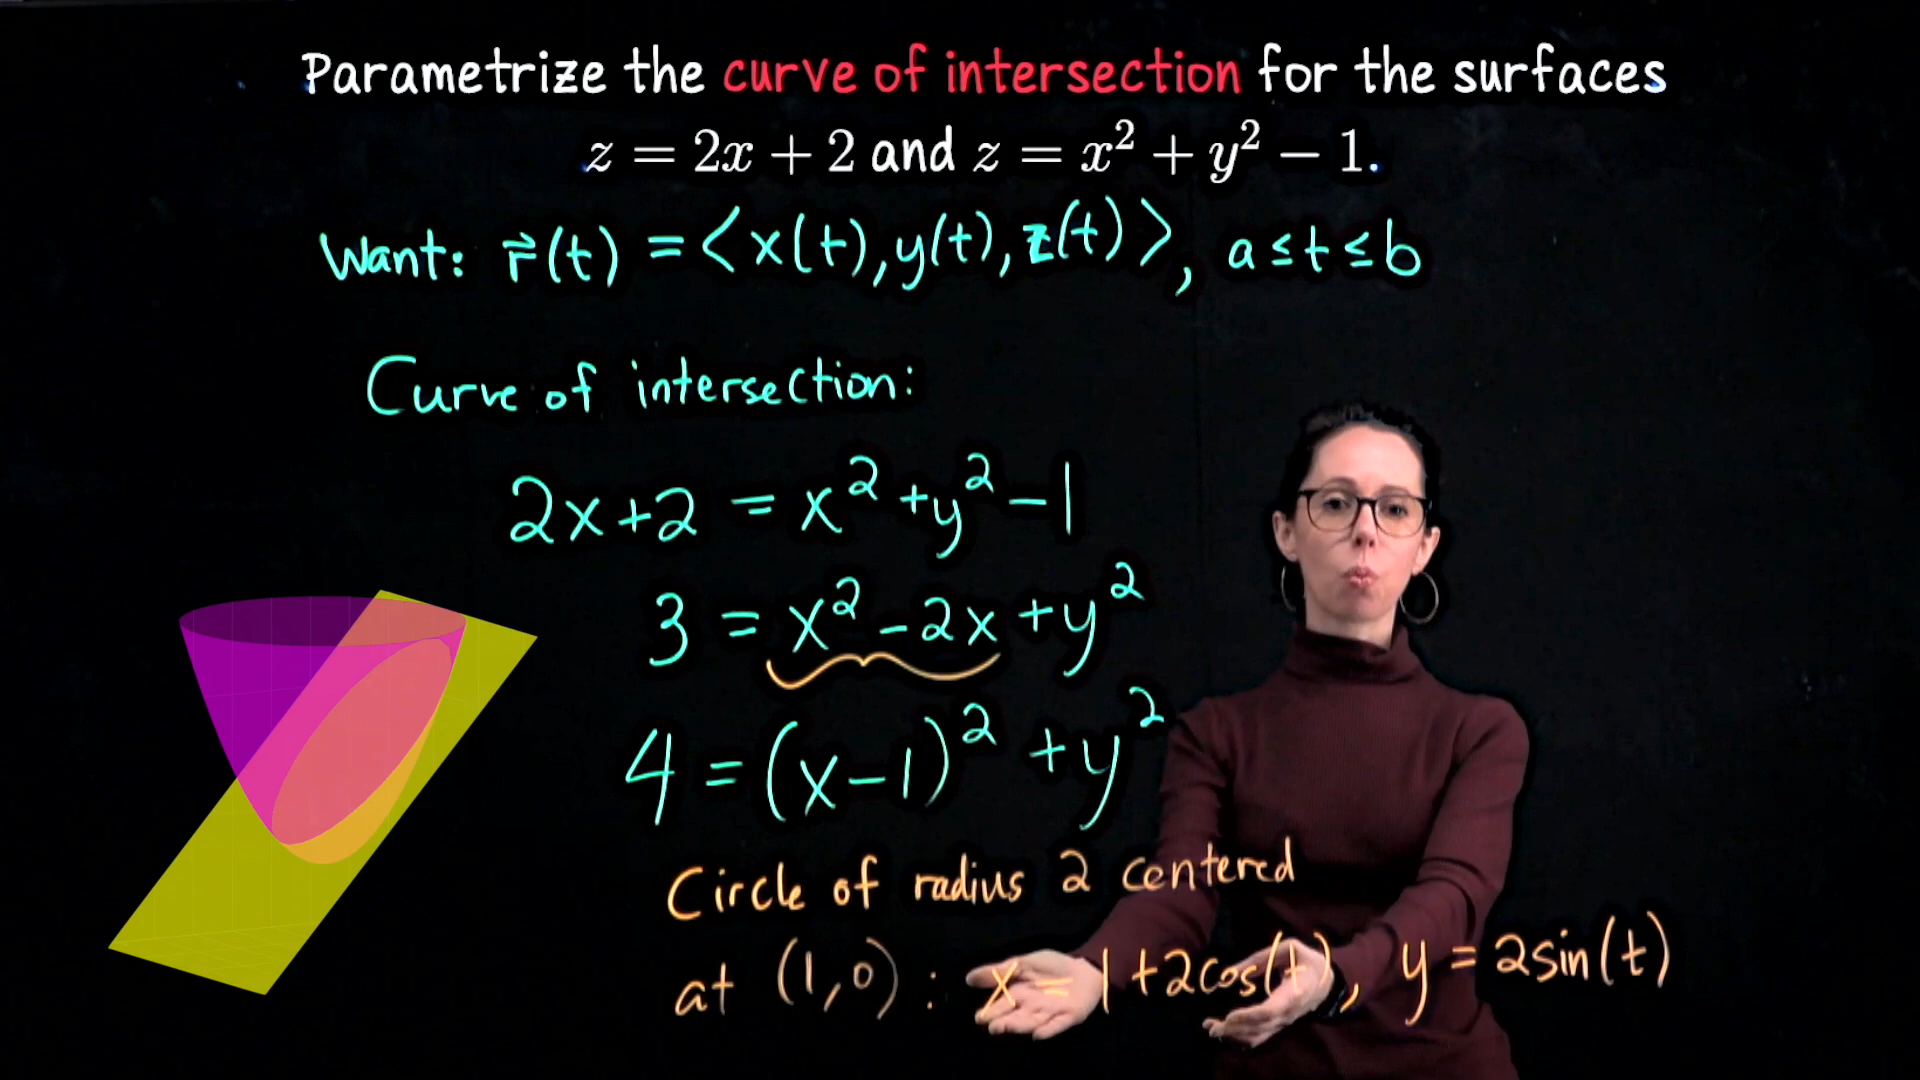 Parametrize the curve of intersection for the surfaces
z = 2x + 2 and z = x² + y² − 1.
Want: r⃗(t) = ⟨x(t), y(t), z(t)⟩, a ≤ t ≤ b
Curve of intersection:
2x+2 = x² + y² − 1
3 = x² − 2x + y²
4 = (x−1)² + y²
Circle of radius 2 centered
at (1,0) : x = 1+2cos(t), y = 2sin(t)